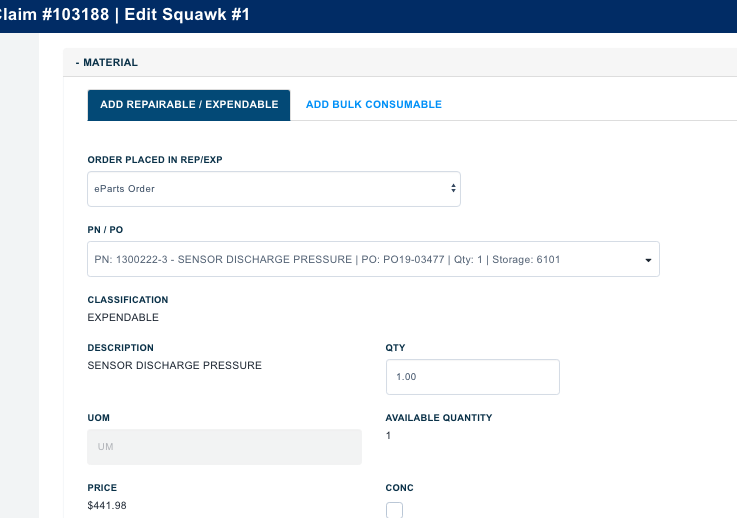 Claim #103188 | Edit Squawk #1
- MATERIAL
ADD REPAIRABLE / EXPENDABLE ADD BULK CONSUMABLE
ORDER PLACED IN REP/EXP
eParts Order
PN / PO
PN: 1300222-3 - SENSOR DISCHARGE PRESSURE | PO: PO19-03477 | Qty: 1 | Storage: 6101
CLASSIFICATION
EXPENDABLE
DESCRIPTION QTY
SENSOR DISCHARGE PRESSURE 1.00
UOM AVAILABLE QUANTITY
UM 1
PRICE CONC
$441.98